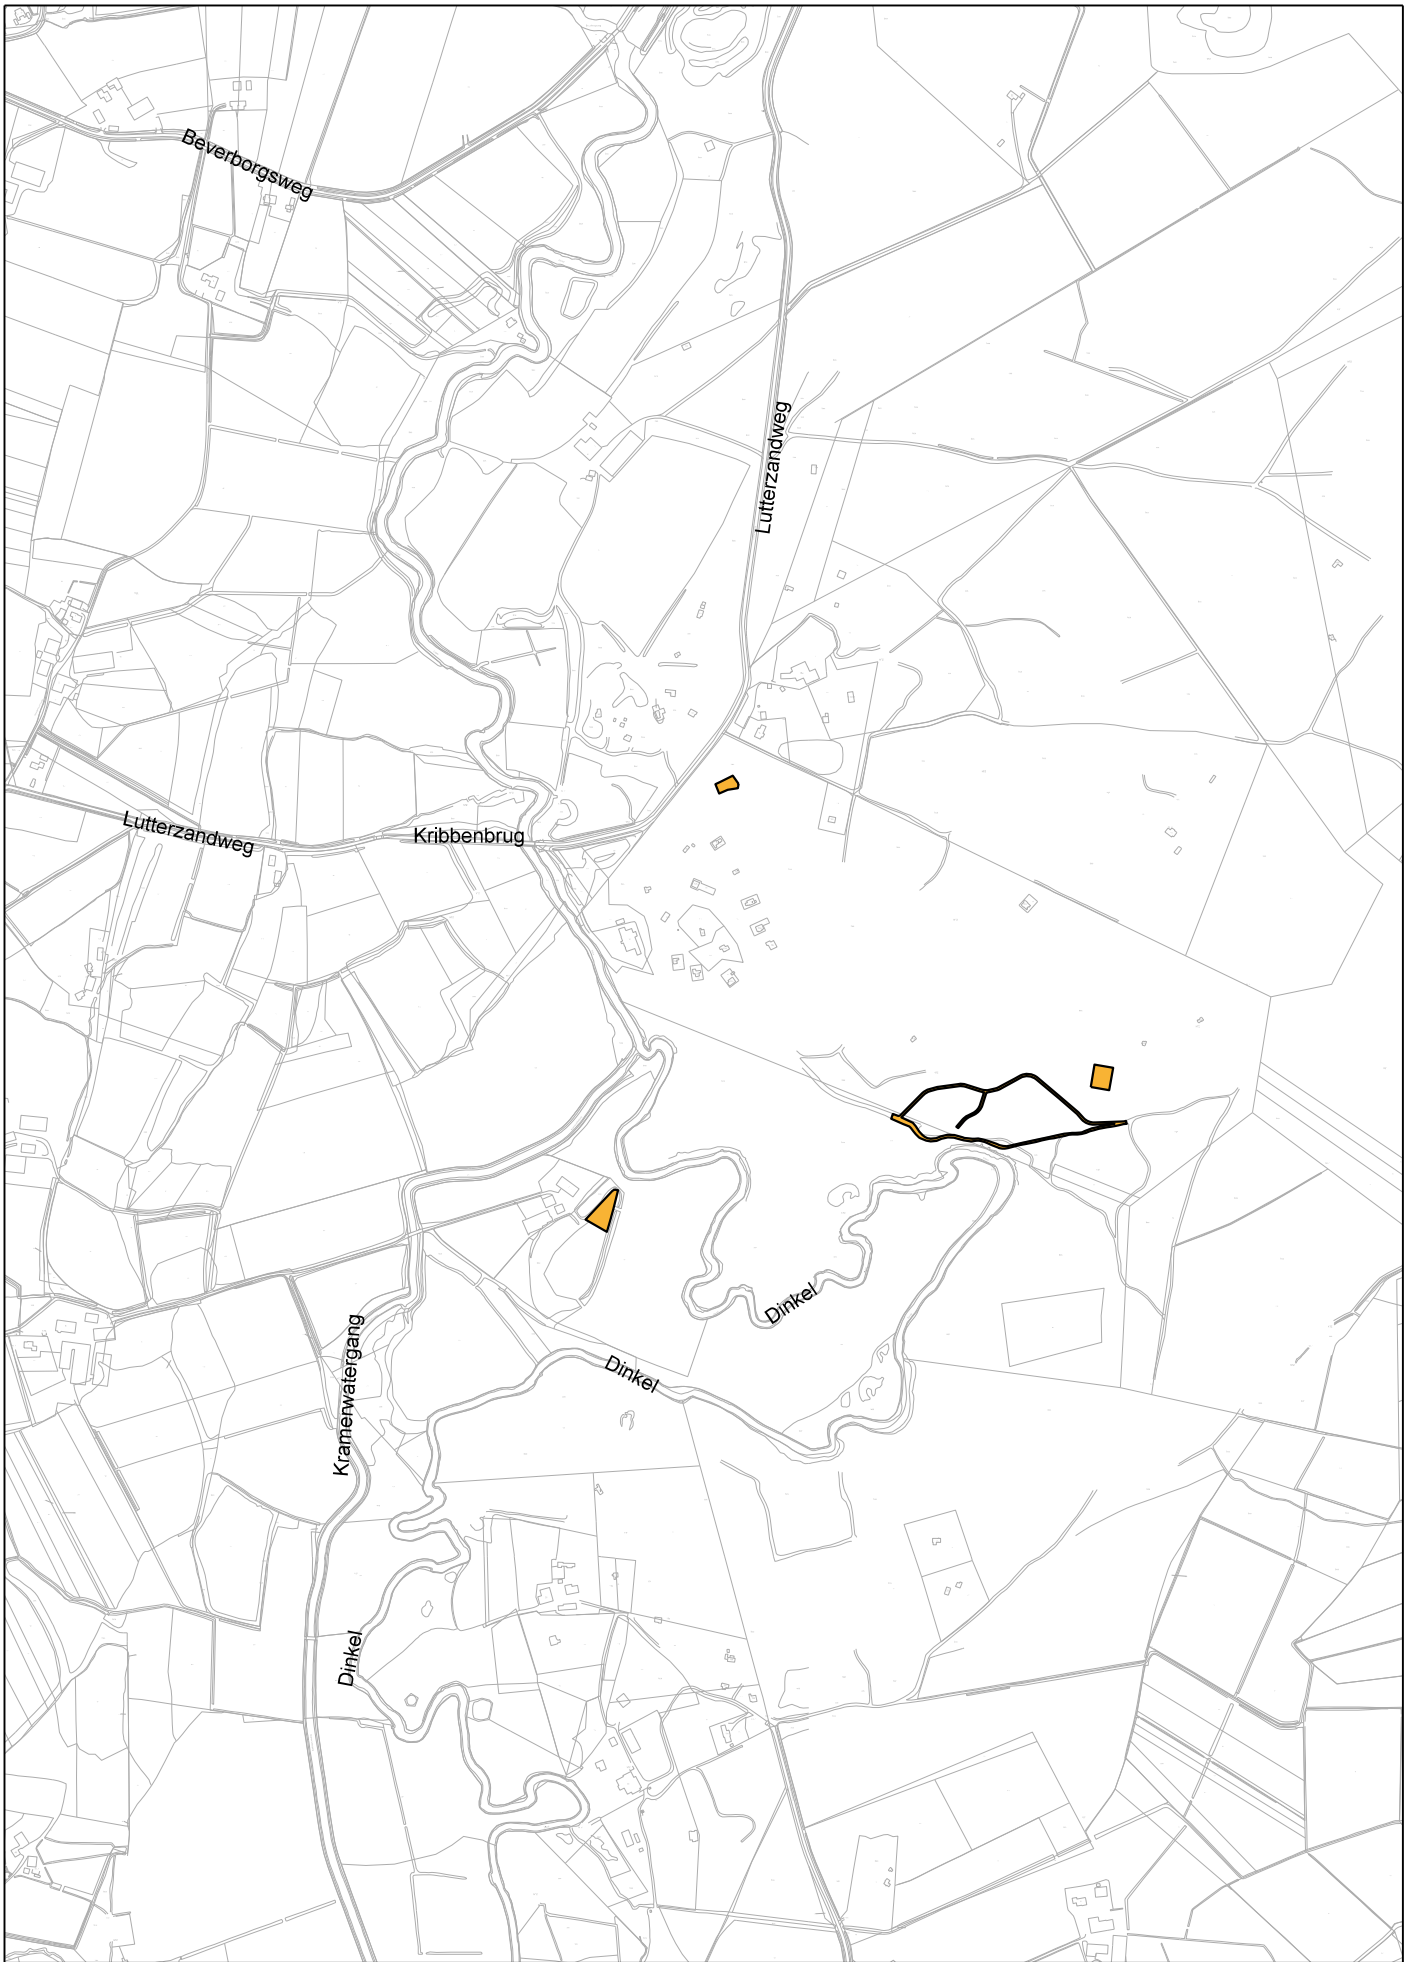 Beverborgsweg
Lutterzandweg
Lutterzandweg
Kribbenbrug
Dinkel
Kramerwatergang
Dinkel
Dinkel